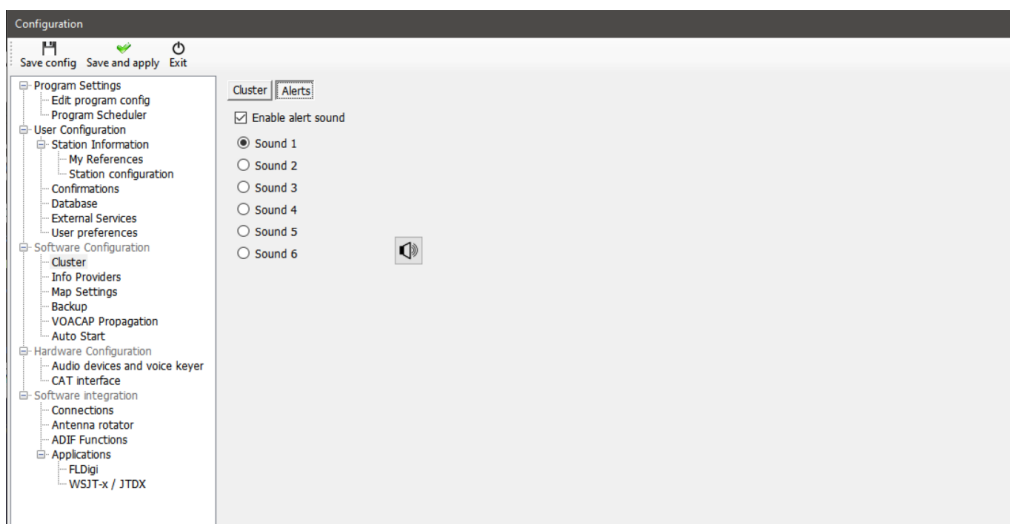 Configuration
Save config Save and apply Exit
Program Settings
Edit program config
Program Scheduler
User Configuration
Station Information
My References
Station configuration
Confirmations
Database
External Services
User preferences
Software Configuration
Cluster
Info Providers
Map Settings
Backup
VOACAP Propagation
Auto Start
Hardware Configuration
Audio devices and voice keyer
CAT interface
Software integration
Connections
Antenna rotator
ADIF Functions
Applications
FLDigi
WSJT-x / JTDX
Cluster Alerts
Enable alert sound
Sound 1
Sound 2
Sound 3
Sound 4
Sound 5
Sound 6